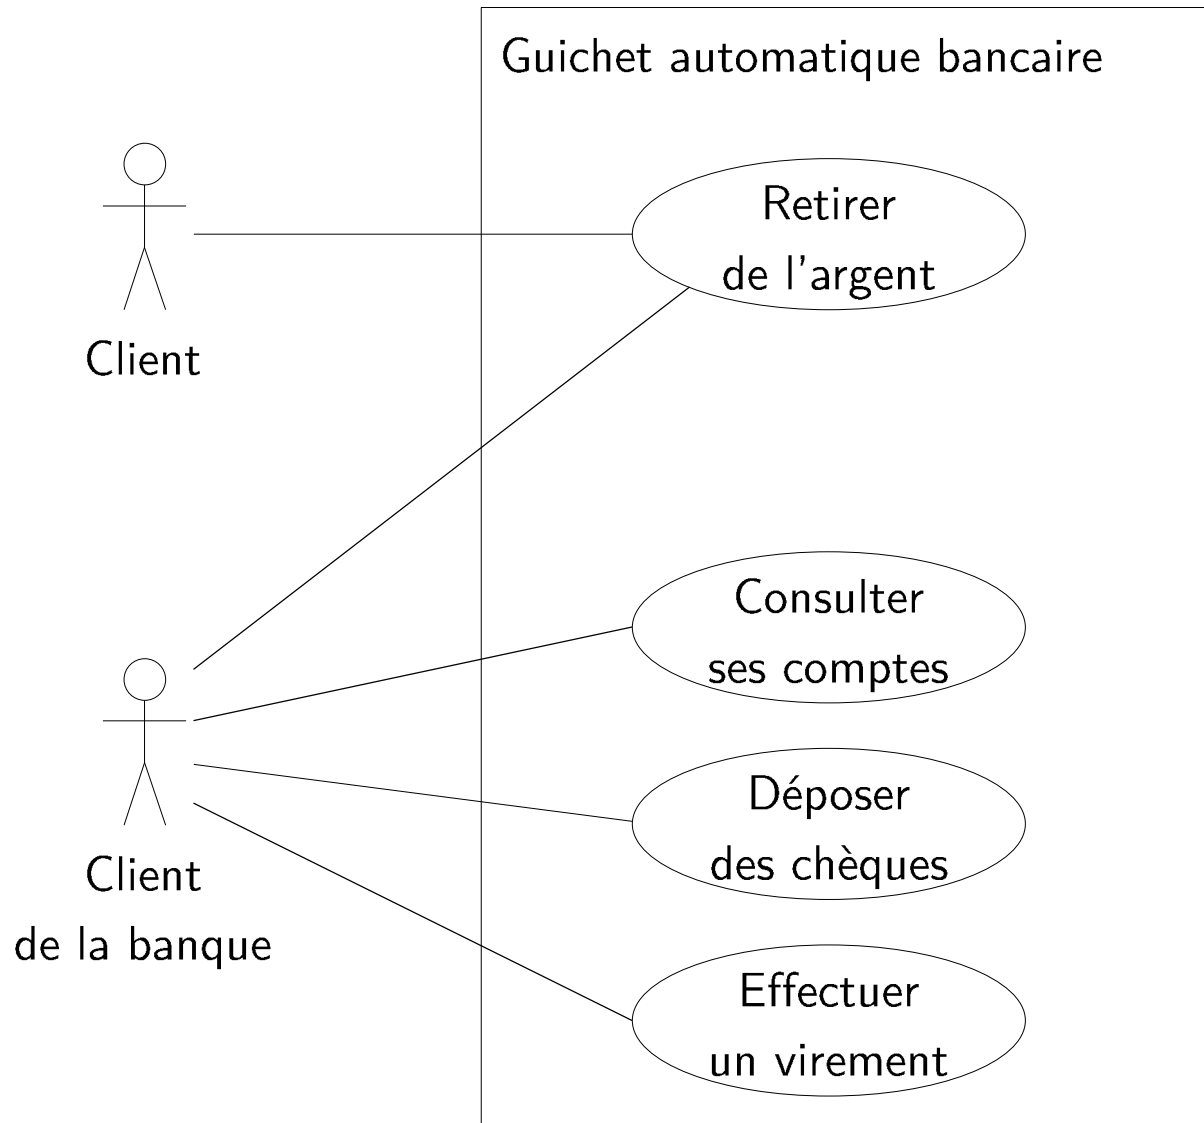 Guichet automatique bancaire
Retirer
de l'argent
Client
Consulter
ses comptes
Déposer
des chèques
Client
de la banque
Effectuer
un virement